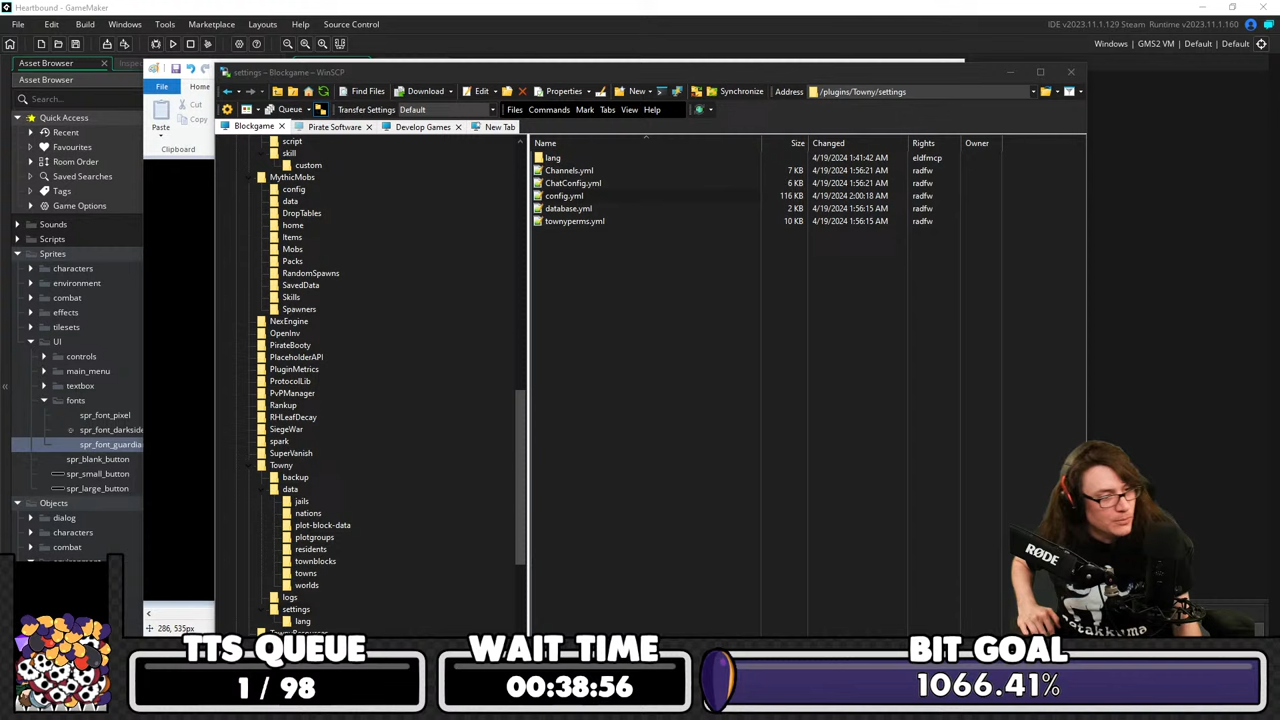 Heartbound - GameMaker
File Edit Build Windows Tools Marketplace Layouts Help Source Control
IDE v2023.11.1.129 Steam Runtime v2023.11.1.160
Windows | GMS2 VM | Default | Default
Asset Browser
Asset Browser
Search...
Quick Access
Recent
Favourites
Room Order
Saved Searches
Tags
Game Options
Sounds
Scripts
Sprites
characters
environment
combat
effects
tilesets
UI
controls
main_menu
textbox
fonts
spr_font_pixel
spr_font_darkside
spr_font_guardia
spr_blank_button
spr_small_button
spr_large_button
Objects
dialog
characters
combat
File Home
Paste
Cut
Copy
Clipboard
286, 535px
settings – Blockgame – WinSCP
Find Files Download Edit Properties New Synchronize Address /plugins/Towny/settings
Queue Transfer Settings Default Files Commands Mark Tabs View Help
Blockgame Pirate Software Develop Games New Tab
script
skill
custom
MythicMobs
config
data
DropTables
home
Items
Mobs
Packs
RandomSpawns
SavedData
Skills
Spawners
NexEngine
OpenInv
PirateBooty
PlaceholderAPI
PluginMetrics
ProtocolLib
PvPManager
Rankup
RHLeafDecay
SiegeWar
spark
SuperVanish
Towny
backup
data
jails
nations
plot-block-data
plotgroups
residents
townblocks
towns
worlds
logs
settings
lang
Name Size Changed Rights Owner
lang 4/19/2024 1:41:42 AM eldfmcp
Channels.yml 7 KB 4/19/2024 1:56:21 AM radfw
ChatConfig.yml 6 KB 4/19/2024 1:56:21 AM radfw
config.yml 116 KB 4/19/2024 2:00:18 AM radfw
database.yml 2 KB 4/19/2024 1:56:15 AM radfw
townyperms.yml 10 KB 4/19/2024 1:56:15 AM radfw
RØDE
TTS QUEUE
1 / 98
WAIT TIME
00:38:56
BIT GOAL
1066.41%